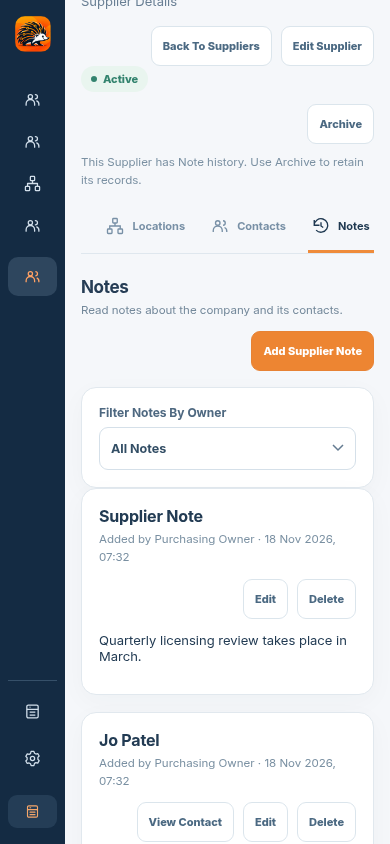 Supplier Details
Back To Suppliers
Edit Supplier
Active
Archive
This Supplier has Note history. Use Archive to retain
its records.
Locations
Contacts
Notes
Notes
Read notes about the company and its contacts.
Add Supplier Note
Filter Notes By Owner
All Notes
Supplier Note
Added by Purchasing Owner · 18 Nov 2026,
07:32
Edit
Delete
Quarterly licensing review takes place in
March.
Jo Patel
Added by Purchasing Owner · 18 Nov 2026,
07:32
View Contact
Edit
Delete